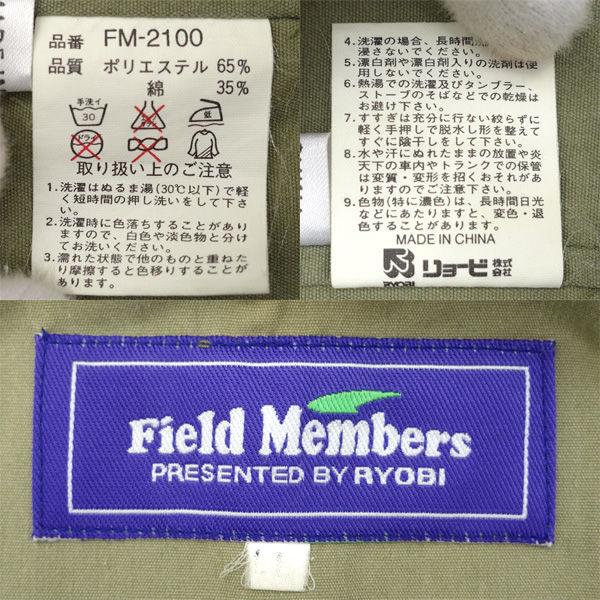 品番 FM-2100
品質 ポリエステル 65%
綿 35%
手洗イ
30
ドライ
取り扱い上のご注意
1.洗濯はぬるま湯(30℃以下)で軽
く短時間の押し洗いをして下さ
い。
2.洗濯時に色落ちすることがあり
ますので、白色や淡色物と分け
てお洗いください。
3.濡れた状態で他のものと重ねた
り摩擦すると色移りすることが
あります。
4.洗濯の場合、長時間
さないでください。
5.漂白剤や漂白剤入りの洗剤は使
用しないでください。
6.熱湯での洗濯及びタンブラー、
ストーブのそばなどでの乾燥は
お避け下さい。
7.すすぎは充分に行ない絞らずに
軽く手押しで脱水し形を整えて
すぐに陰干しをして下さい。
8.水や汗にぬれたままの放置や炎
天下の車内やトランクでの保管
は変質・変形を招くおそれがあ
りますのでおやめください。
9.色物(特に濃色)は、長時間日光
などにあたりますと、変色・退
色することがあります。
MADE IN CHINA
リョービ株式会社
RYOBI
Field Members
PRESENTED BY RYOBI